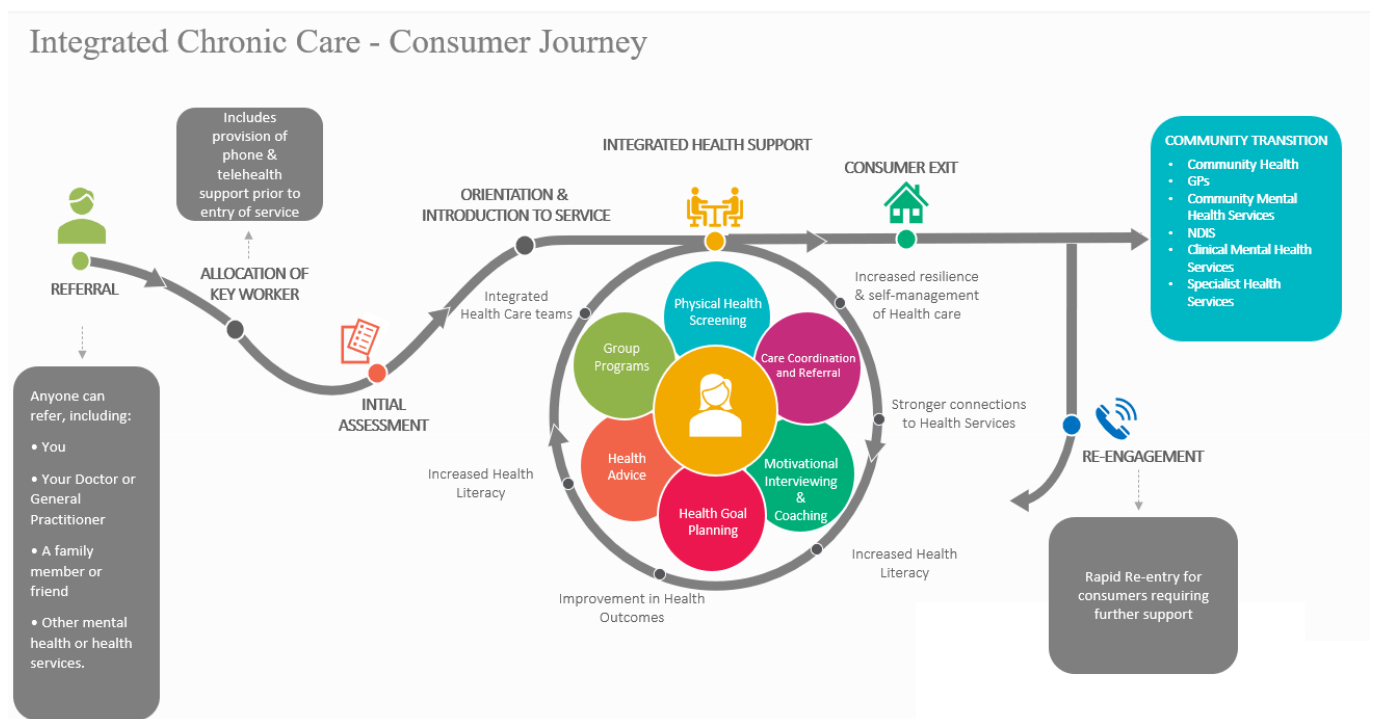 Integrated Chronic Care - Consumer Journey
Includes
provision of
phone &
telehealth
support prior to
entry of service
REFERRAL
ALLOCATION OF
KEY WORKER
Anyone can
refer, including:
• You
• Your Doctor or
General
Practitioner
• A family
member or
friend
• Other mental
health or health
services.
INTIAL
ASSESSMENT
ORIENTATION &
INTRODUCTION TO SERVICE
INTEGRATED HEALTH SUPPORT
CONSUMER EXIT
Integrated
Health Care teams
Physical Health
Screening
Care Coordination
and Referral
Motivational
Interviewing
&
Coaching
Health Goal
Planning
Health
Advice
Group
Programs
Increased resilience
& self-management
of Health care
Stronger connections
to Health Services
Increased Health
Literacy
Improvement in Health
Outcomes
Increased Health
Literacy
COMMUNITY TRANSITION
• Community Health
• GPs
• Community Mental
Health Services
• NDIS
• Clinical Mental Health
Services
• Specialist Health
Services
RE-ENGAGEMENT
Rapid Re-entry for
consumers requiring
further support